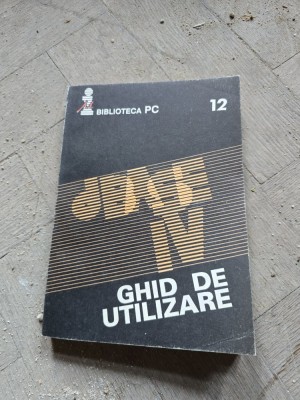 BIBLIOTECA PC
12
dBASE
IV
GHID DE
UTILIZARE